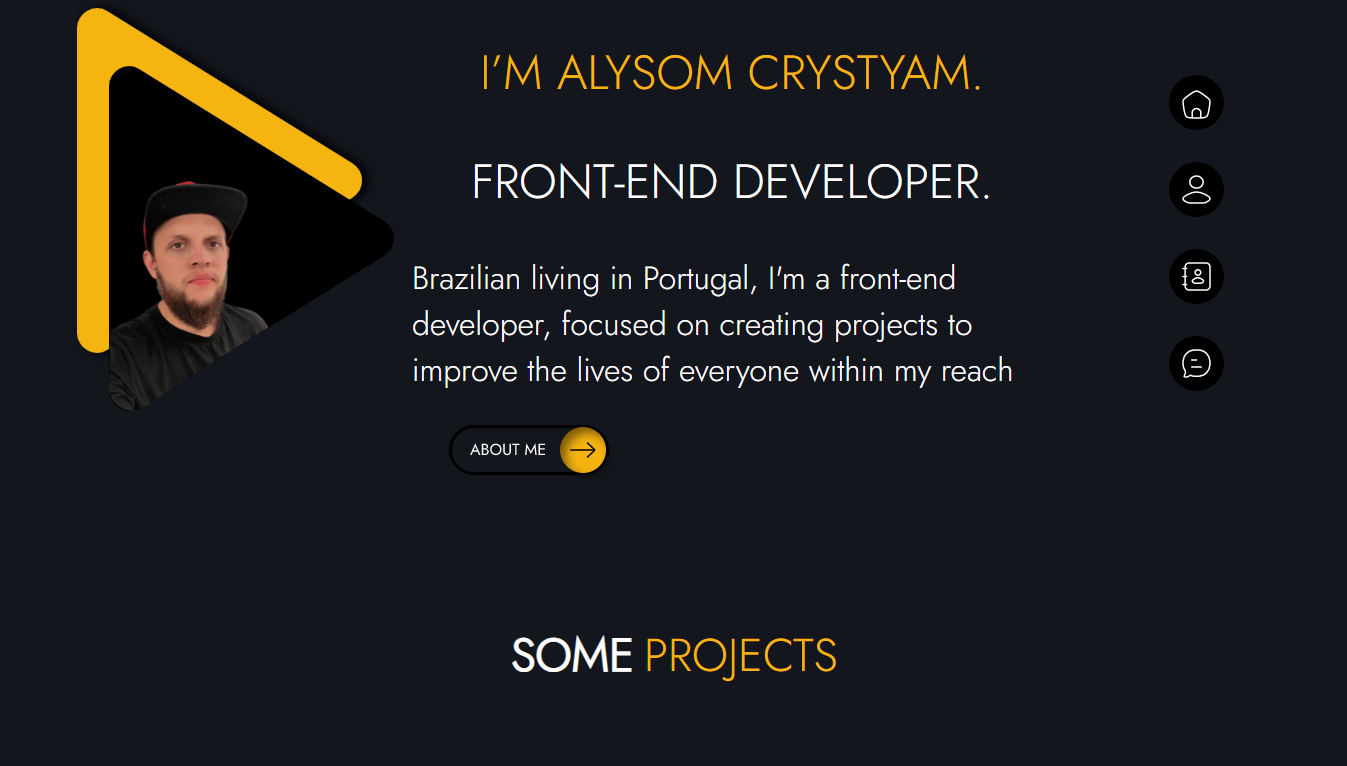 I’M ALYSOM CRYSTYAM.
FRONT-END DEVELOPER.
Brazilian living in Portugal, I'm a front-end
developer, focused on creating projects to
improve the lives of everyone within my reach
ABOUT ME
SOME PROJECTS